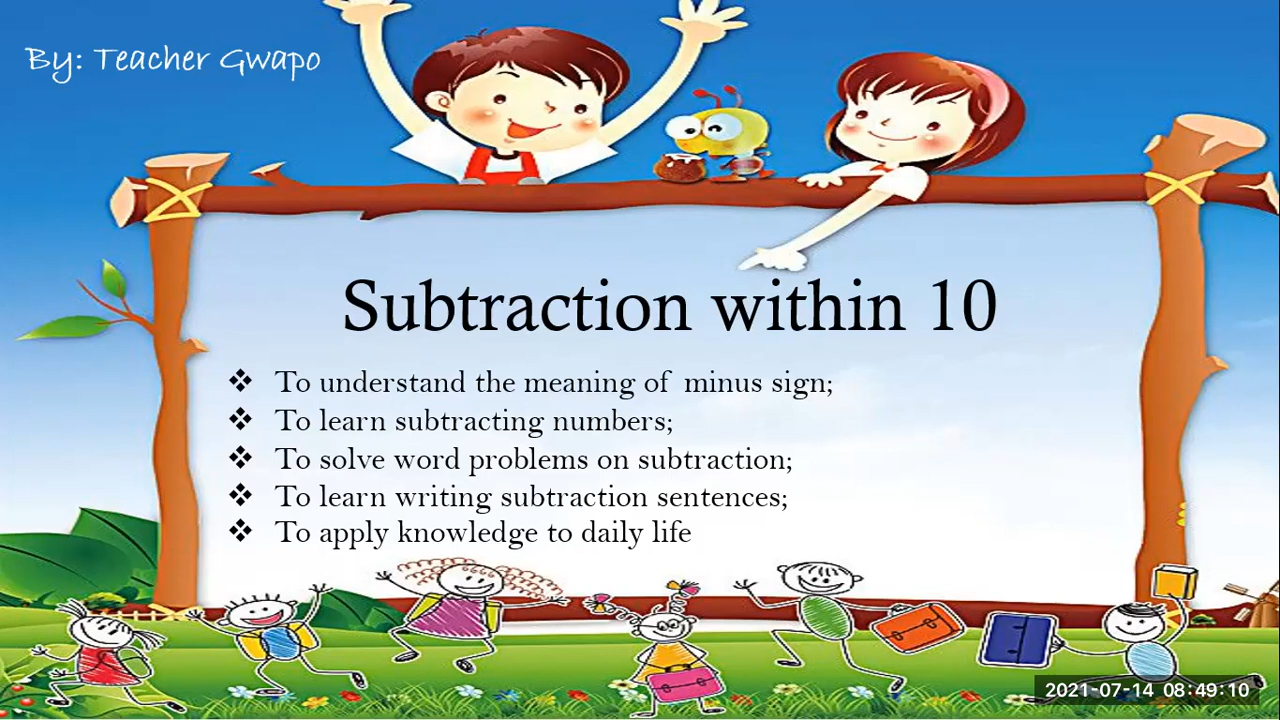 By: Teacher Gwapo
Subtraction within 10
❖ To understand the meaning of minus sign;
❖ To learn subtracting numbers;
❖ To solve word problems on subtraction;
❖ To learn writing subtraction sentences;
❖ To apply knowledge to daily life
2021-07-14 08:49:10